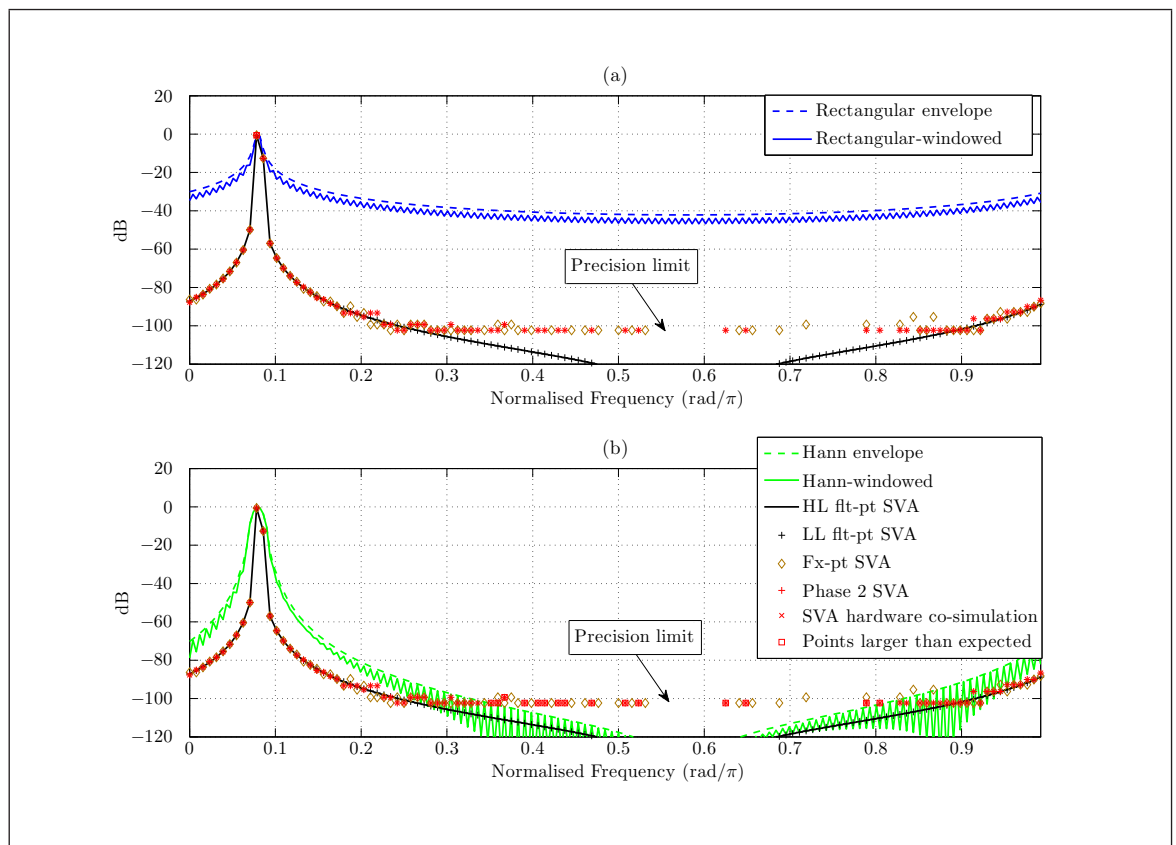 (a)
20
0
−20
−40
−60
−80
−100
−120
dB
Rectangular envelope
Rectangular-windowed
Precision limit
0 0.1 0.2 0.3 0.4 0.5 0.6 0.7 0.8 0.9
Normalised Frequency (rad/π)
(b)
20
0
−20
−40
−60
−80
−100
−120
dB
Hann envelope
Hann-windowed
HL flt-pt SVA
LL flt-pt SVA
Fx-pt SVA
Phase 2 SVA
SVA hardware co-simulation
Points larger than expected
Precision limit
0 0.1 0.2 0.3 0.4 0.5 0.6 0.7 0.8 0.9
Normalised Frequency (rad/π)